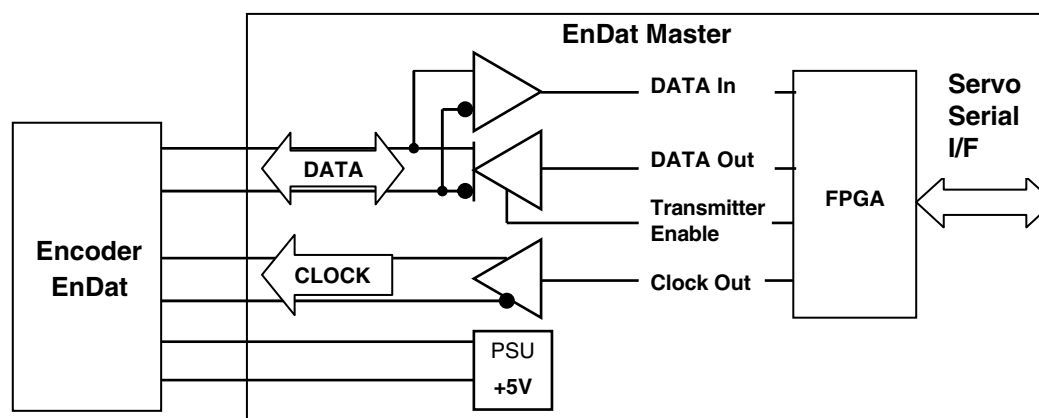 EnDat Master
DATA In
Servo
Serial
I/F
DATA
DATA Out
FPGA
Transmitter
Enable
Encoder
EnDat
CLOCK
Clock Out
PSU
+5V